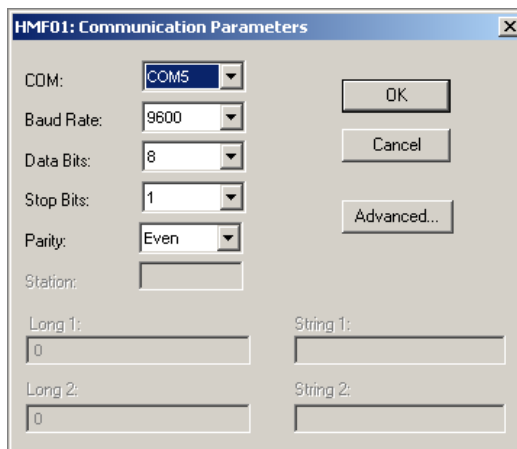 HMF01: Communication Parameters
COM: COM5
OK
Baud Rate: 9600
Cancel
Data Bits: 8
Stop Bits: 1
Advanced...
Parity: Even
Station:
Long 1: String 1:
0
Long 2: String 2:
0